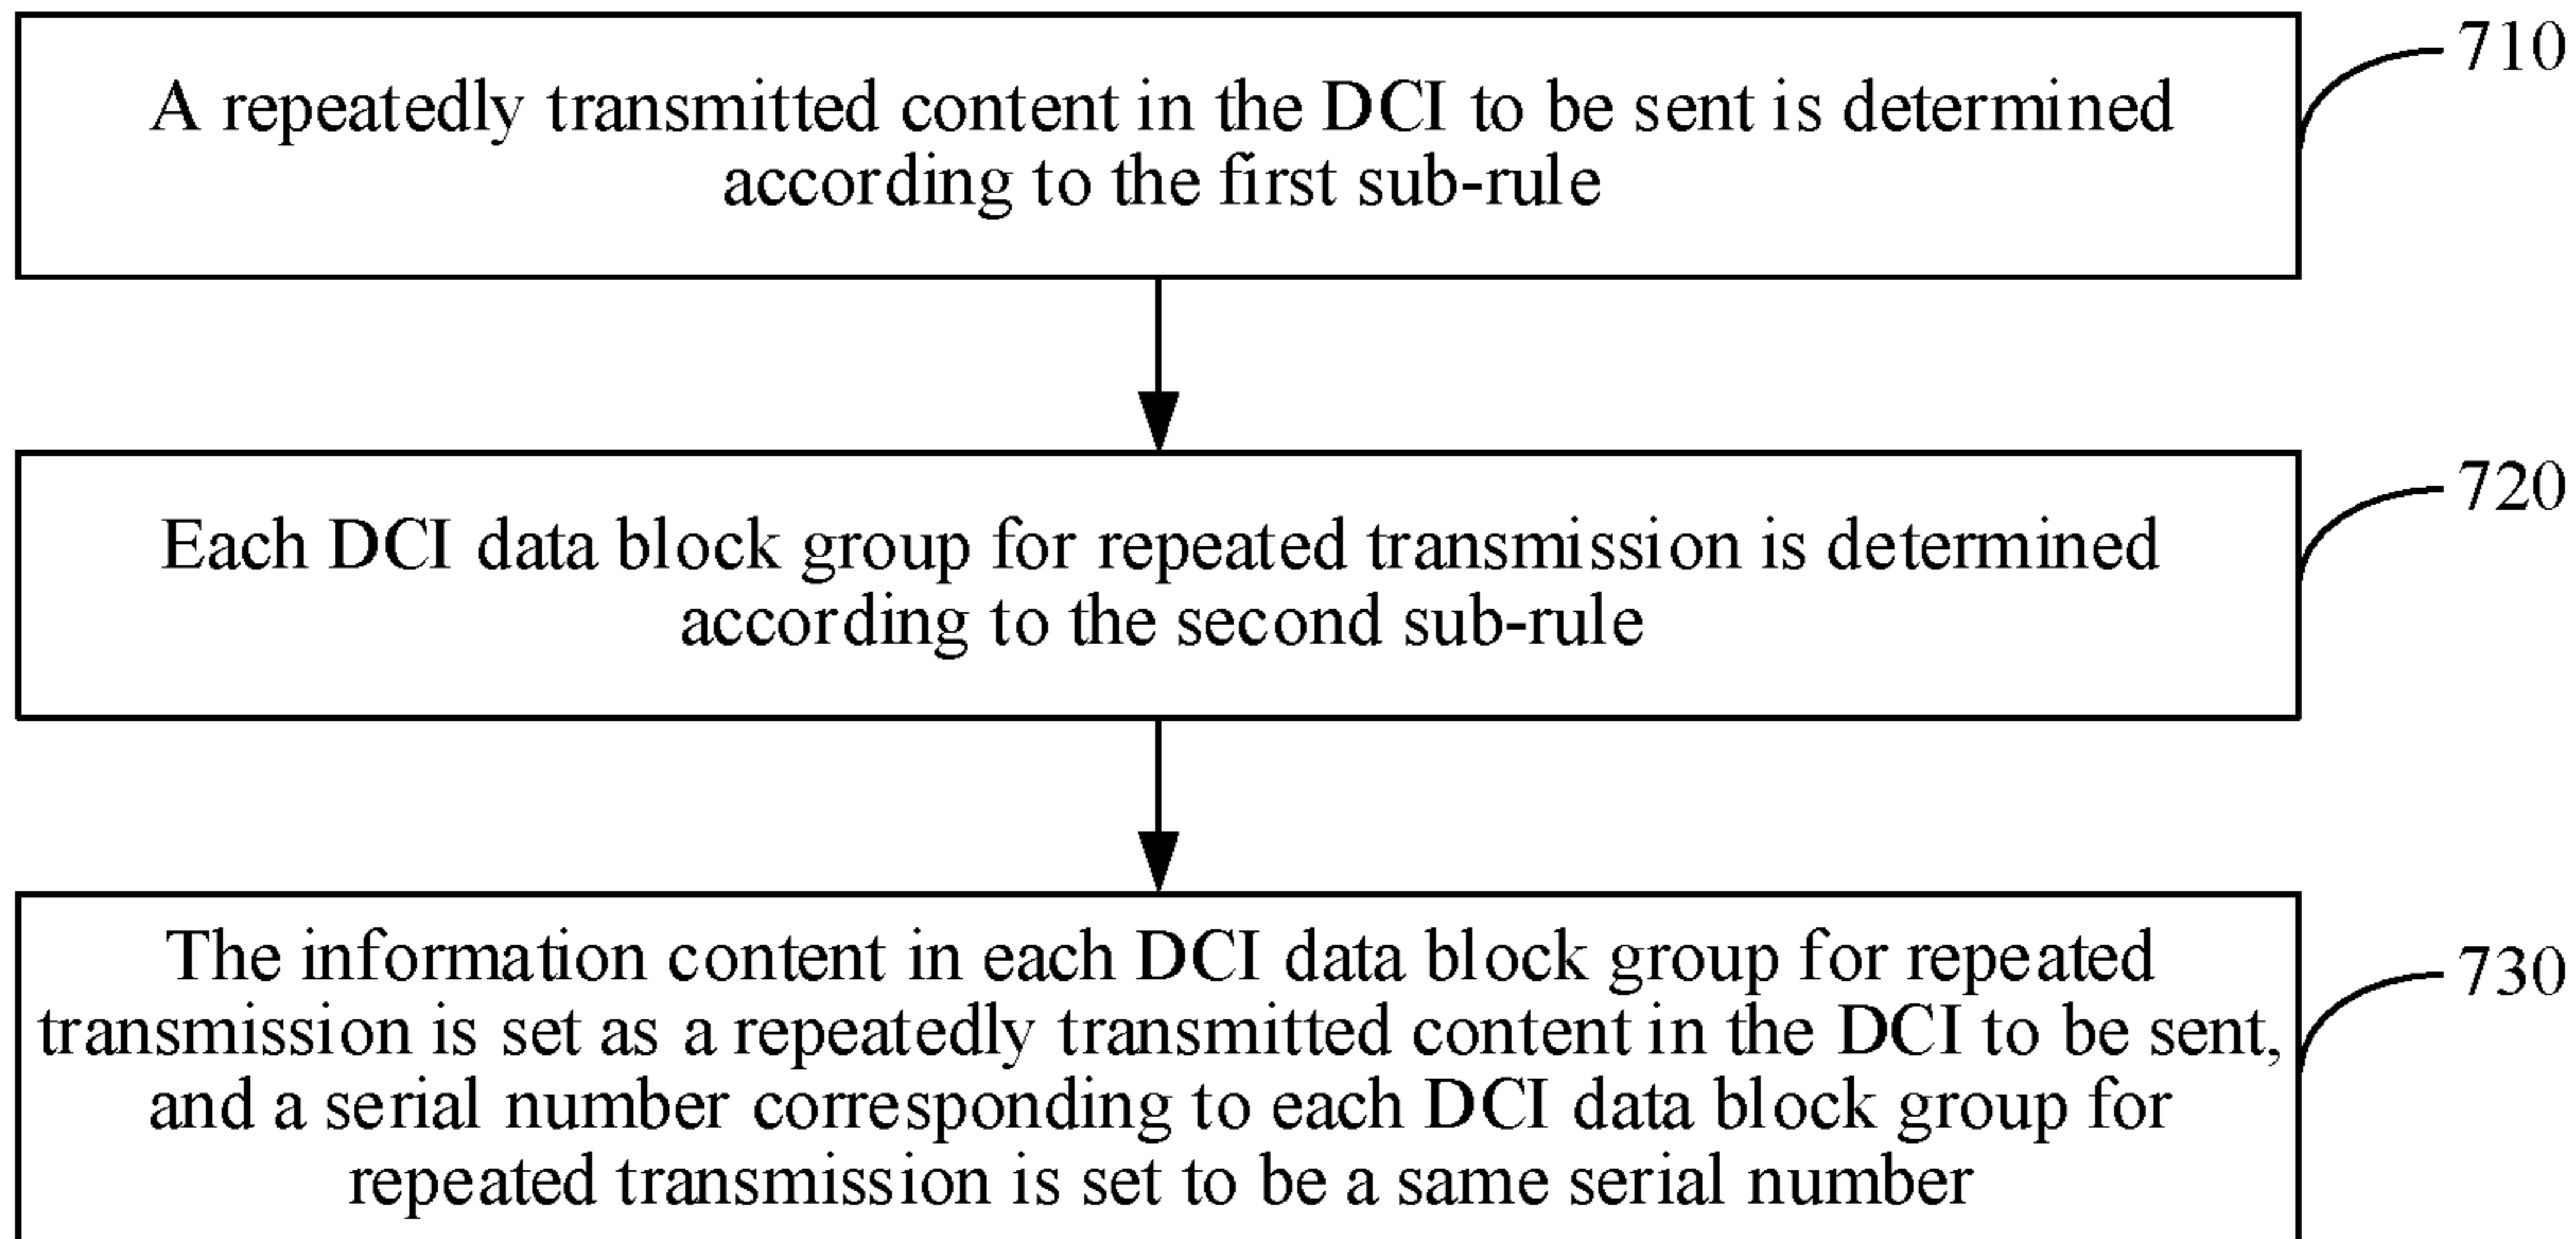 A repeatedly transmitted content in the DCI to be sent is determined
according to the first sub-rule
710
Each DCI data block group for repeated transmission is determined
according to the second sub-rule
720
The information content in each DCI data block group for repeated
transmission is set as a repeatedly transmitted content in the DCI to be sent,
and a serial number corresponding to each DCI data block group for
repeated transmission is set to be a same serial number
730